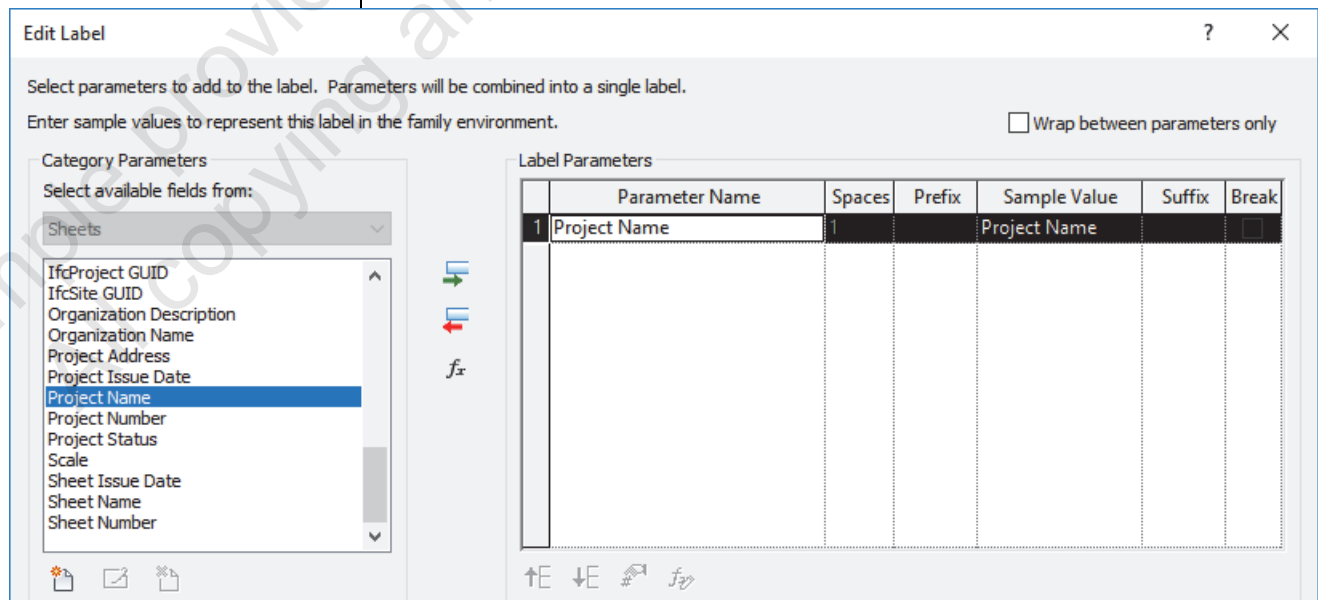 Edit Label
?
Select parameters to add to the label. Parameters will be combined into a single label.
Enter sample values to represent this label in the family environment.
Wrap between parameters only
Category Parameters
Select available fields from:
Sheets
IfcProject GUID
IfcSite GUID
Organization Description
Organization Name
Project Address
Project Issue Date
Project Name
Project Number
Project Status
Scale
Sheet Issue Date
Sheet Name
Sheet Number
fx
Label Parameters
Parameter Name Spaces Prefix Sample Value Suffix Break
1 Project Name 1 Project Name
All copying